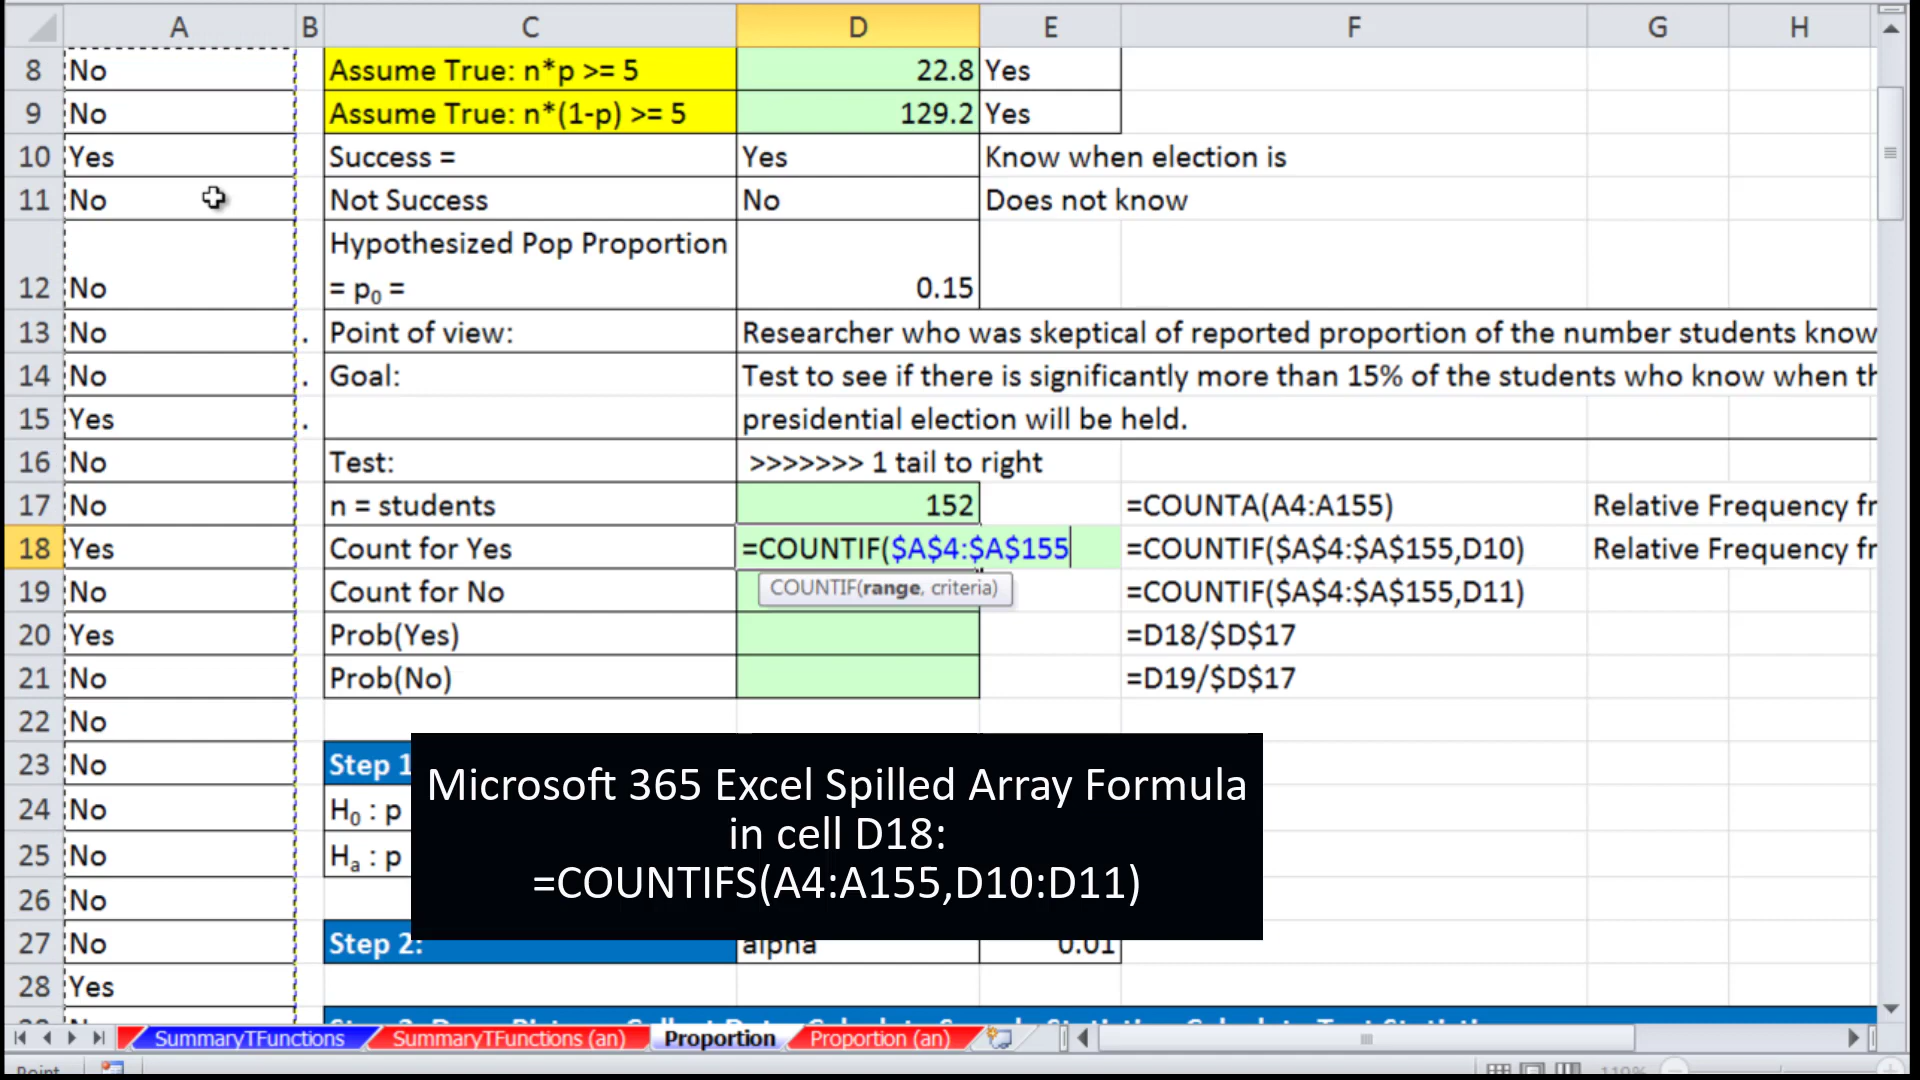 A B C D E F G H
8 No Assume True: n*p >= 5 22.8 Yes
9 No Assume True: n*(1-p) >= 5 129.2 Yes
10 Yes Success = Yes Know when election is
11 No Not Success No Does not know
Hypothesized Pop Proportion
12 No = p₀ = 0.15
13 No . Point of view: Researcher who was skeptical of reported proportion of the number students know
14 No . Goal: Test to see if there is significantly more than 15% of the students who know when th
15 Yes . presidential election will be held.
16 No Test: >>>>>>> 1 tail to right
17 No n = students 152 =COUNTA(A4:A155) Relative Frequency fr
18 Yes Count for Yes =COUNTIF($A$4:$A$155 =COUNTIF($A$4:$A$155,D10) Relative Frequency fr
19 No Count for No COUNTIF(range, criteria) =COUNTIF($A$4:$A$155,D11)
20 Yes Prob(Yes) =D18/$D$17
21 No Prob(No) =D19/$D$17
22 No
23 No Step 1
24 No H₀ : p
25 No Hₐ : p
26 No
27 No Step 2: alpha 0.01
28 Yes
Microsoft 365 Excel Spilled Array Formula
in cell D18:
=COUNTIFS(A4:A155,D10:D11)
SummaryTFunctions SummaryTFunctions (an) Proportion Proportion (an)